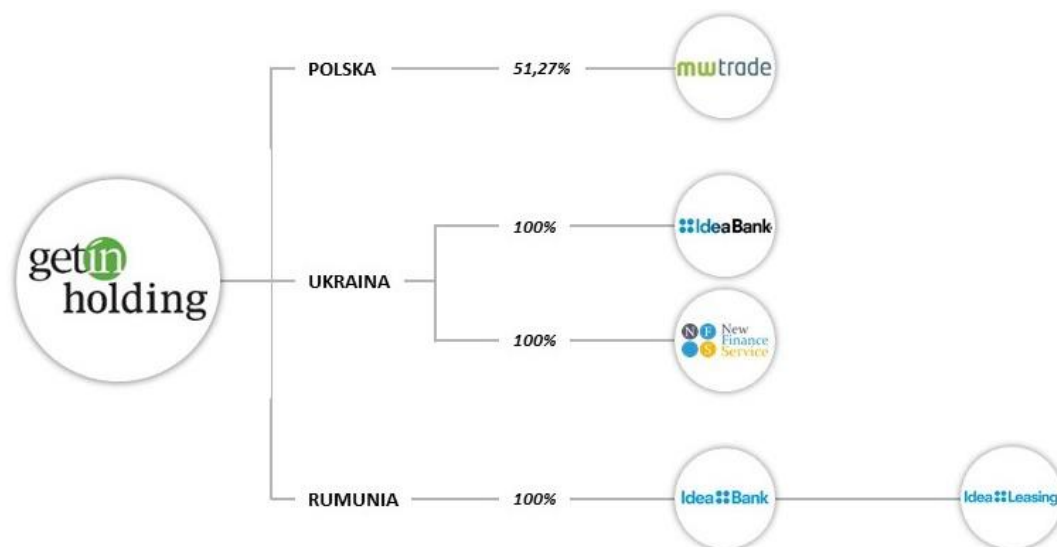 POLSKA
51,27%
mwtrade
getin
holding
UKRAINA
100%
IdeaBank
100%
N F
S
New
Finance
Service
RUMUNIA
100%
Idea Bank
Idea Leasing